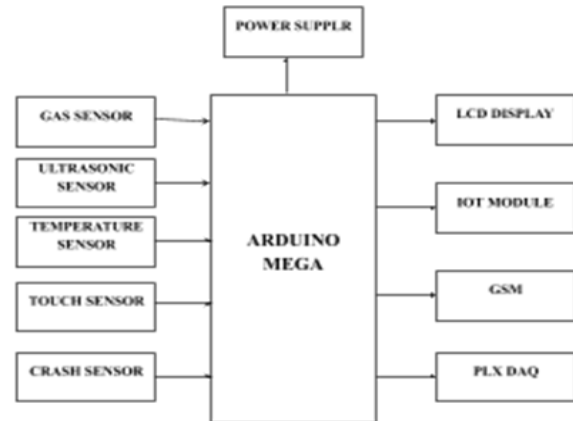 POWER SUPPLR
GAS SENSOR
ULTRASONIC
SENSOR
TEMPERATURE
SENSOR
TOUCH SENSOR
CRASH SENSOR
ARDUINO
MEGA
LCD DISPLAY
IOT MODULE
GSM
PLX DAQ